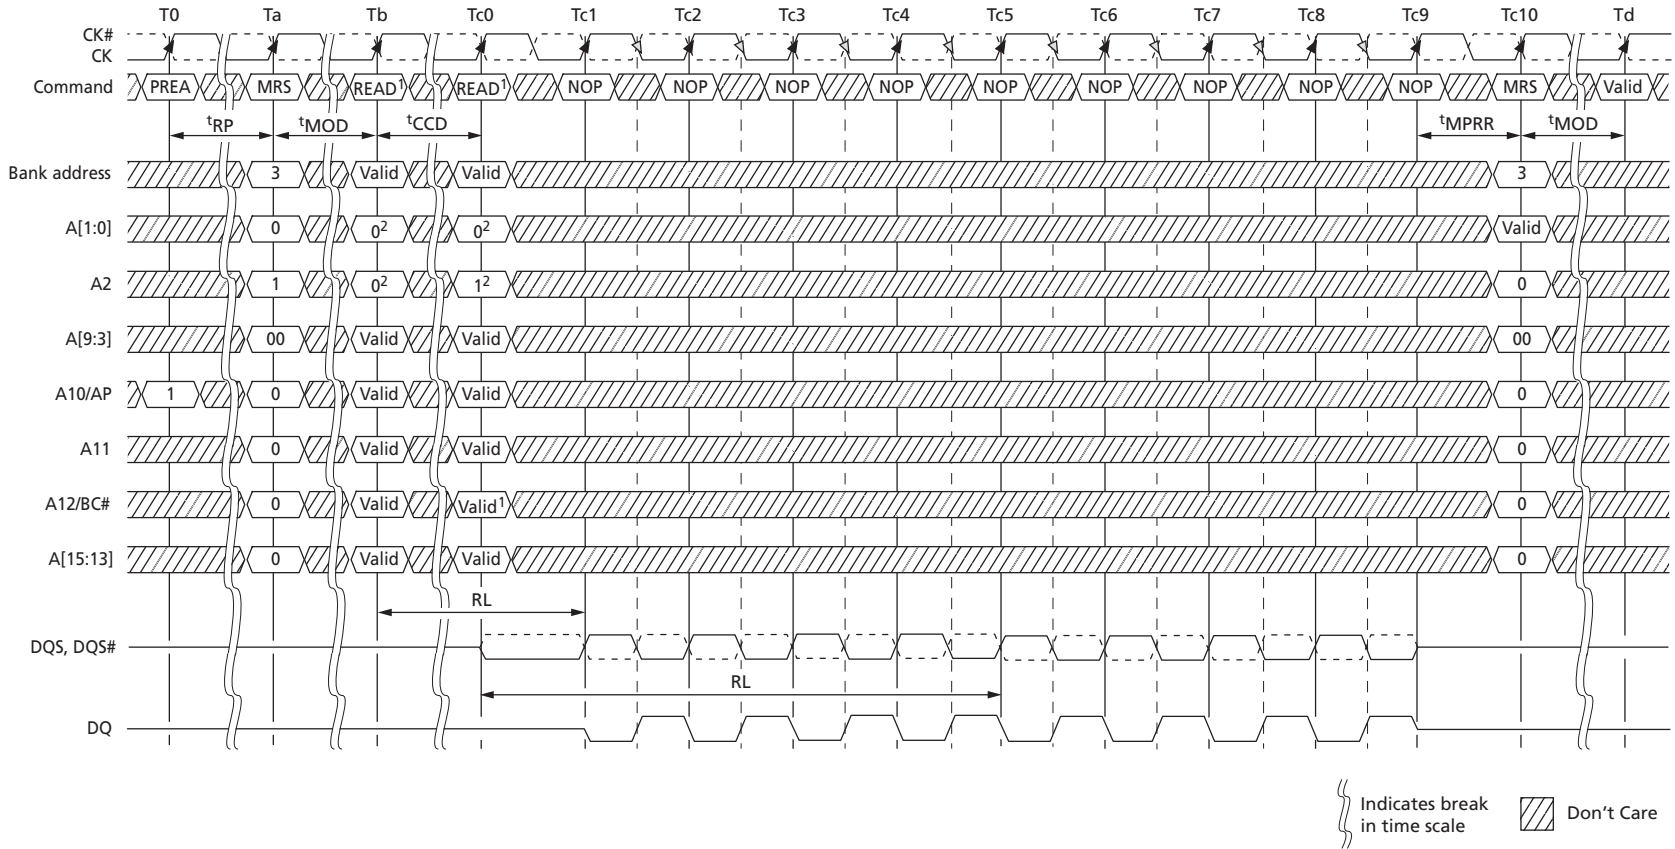 T0 Ta Tb Tc0 Tc1 Tc2 Tc3 Tc4 Tc5 Tc6 Tc7 Tc8 Tc9 Tc10 Td
CK#
CK
Command PREA MRS READ1 READ1 NOP NOP NOP NOP NOP NOP NOP NOP NOP MRS Valid
tRP tMOD tCCD tMPRR tMOD
Bank address 3 Valid Valid 3
A[1:0] 0 02 02 Valid
A2 1 02 12 0
A[9:3] 00 Valid Valid 00
A10/AP 1 0 Valid Valid 0
A11 0 Valid Valid 0
A12/BC# 0 Valid Valid1 0
A[15:13] 0 Valid Valid 0
RL
DQS, DQS#
RL
DQ
Indicates break
in time scale
Don't Care